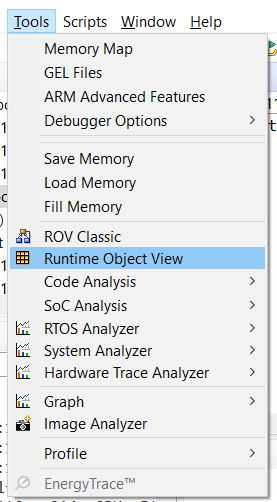 Tools Scripts Window Help
Memory Map
GEL Files
ARM Advanced Features
Debugger Options
Save Memory
Load Memory
Fill Memory
ROV Classic
Runtime Object View
Code Analysis
SoC Analysis
RTOS Analyzer
System Analyzer
Hardware Trace Analyzer
Graph
Image Analyzer
Profile
EnergyTrace™